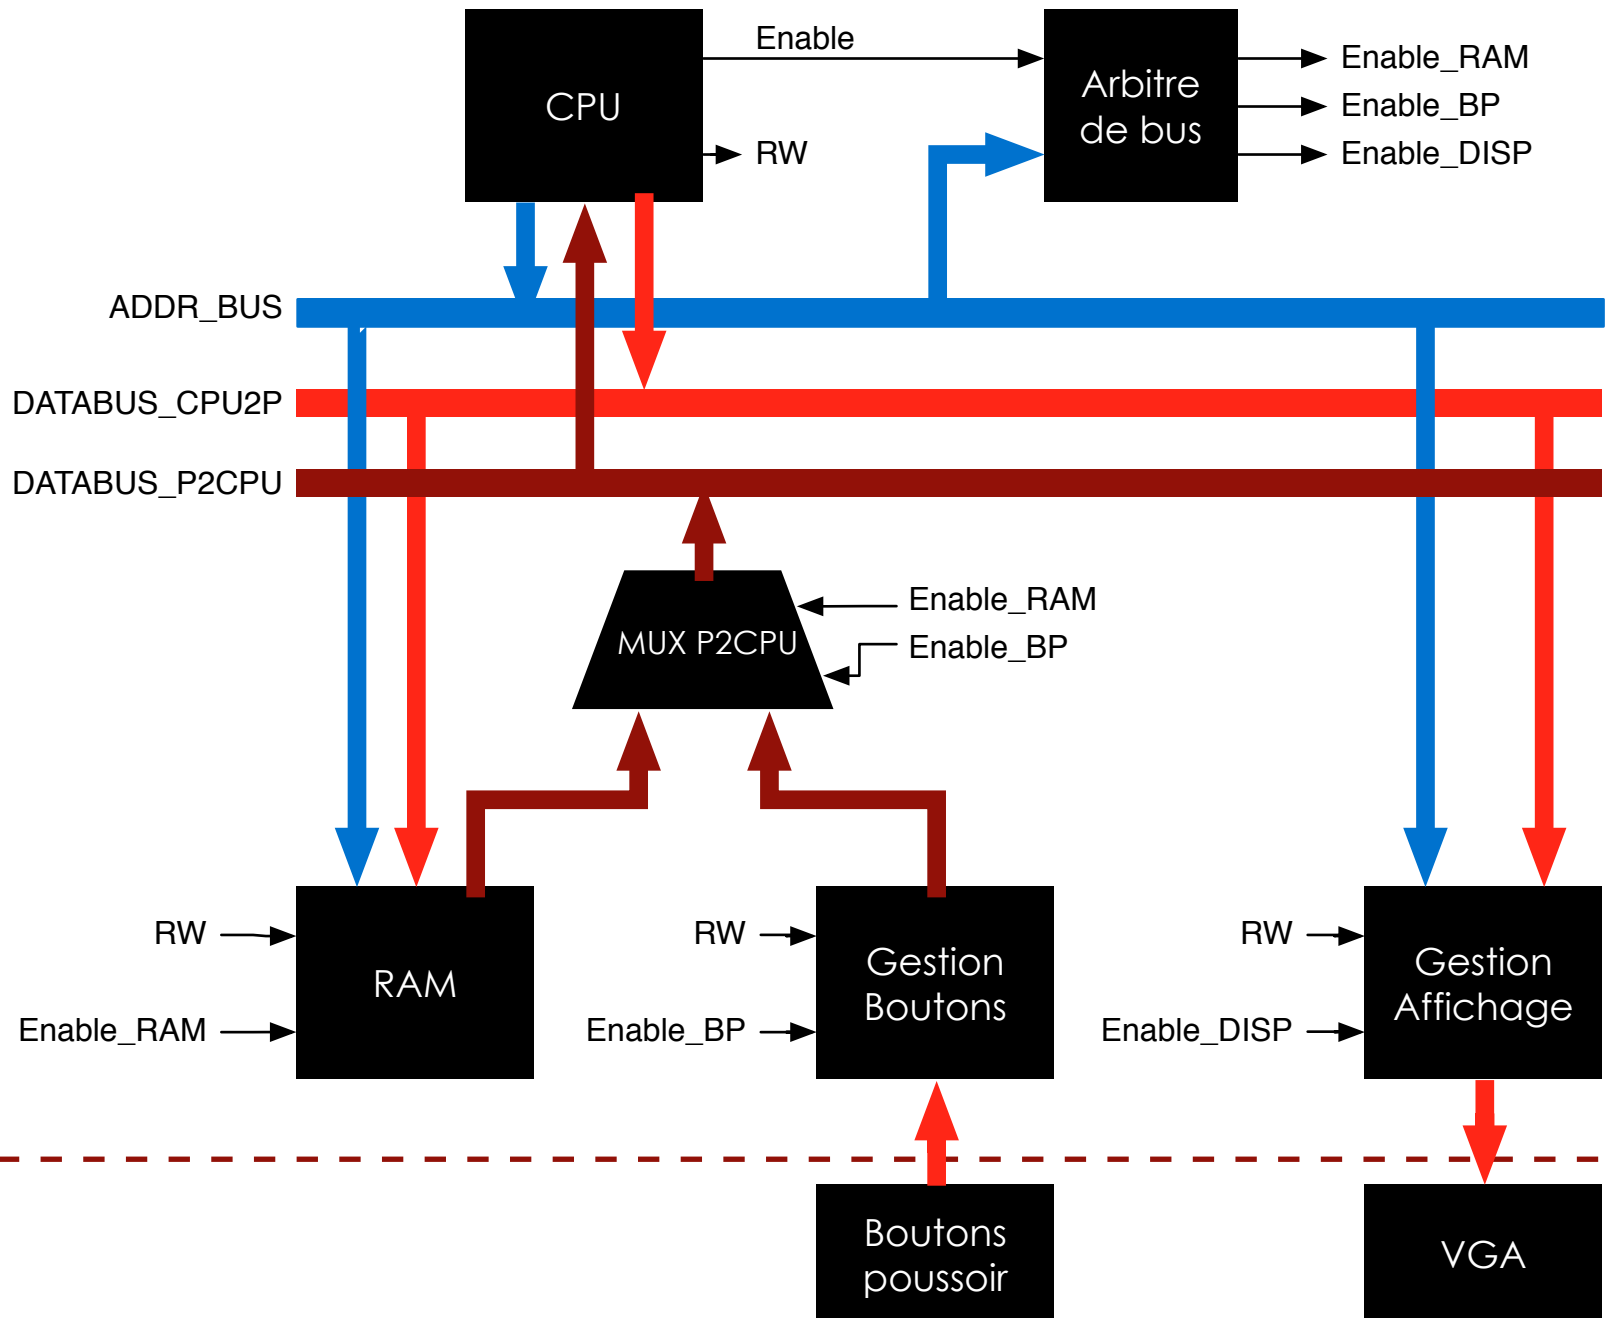 Enable
CPU
RW
Arbitre
de bus
Enable_RAM
Enable_BP
Enable_DISP
ADDR_BUS
DATABUS_CPU2P
DATABUS_P2CPU
MUX P2CPU
Enable_RAM
Enable_BP
RW
Enable_RAM
RAM
RW
Enable_BP
Gestion
Boutons
RW
Enable_DISP
Gestion
Affichage
Boutons
poussoir
VGA